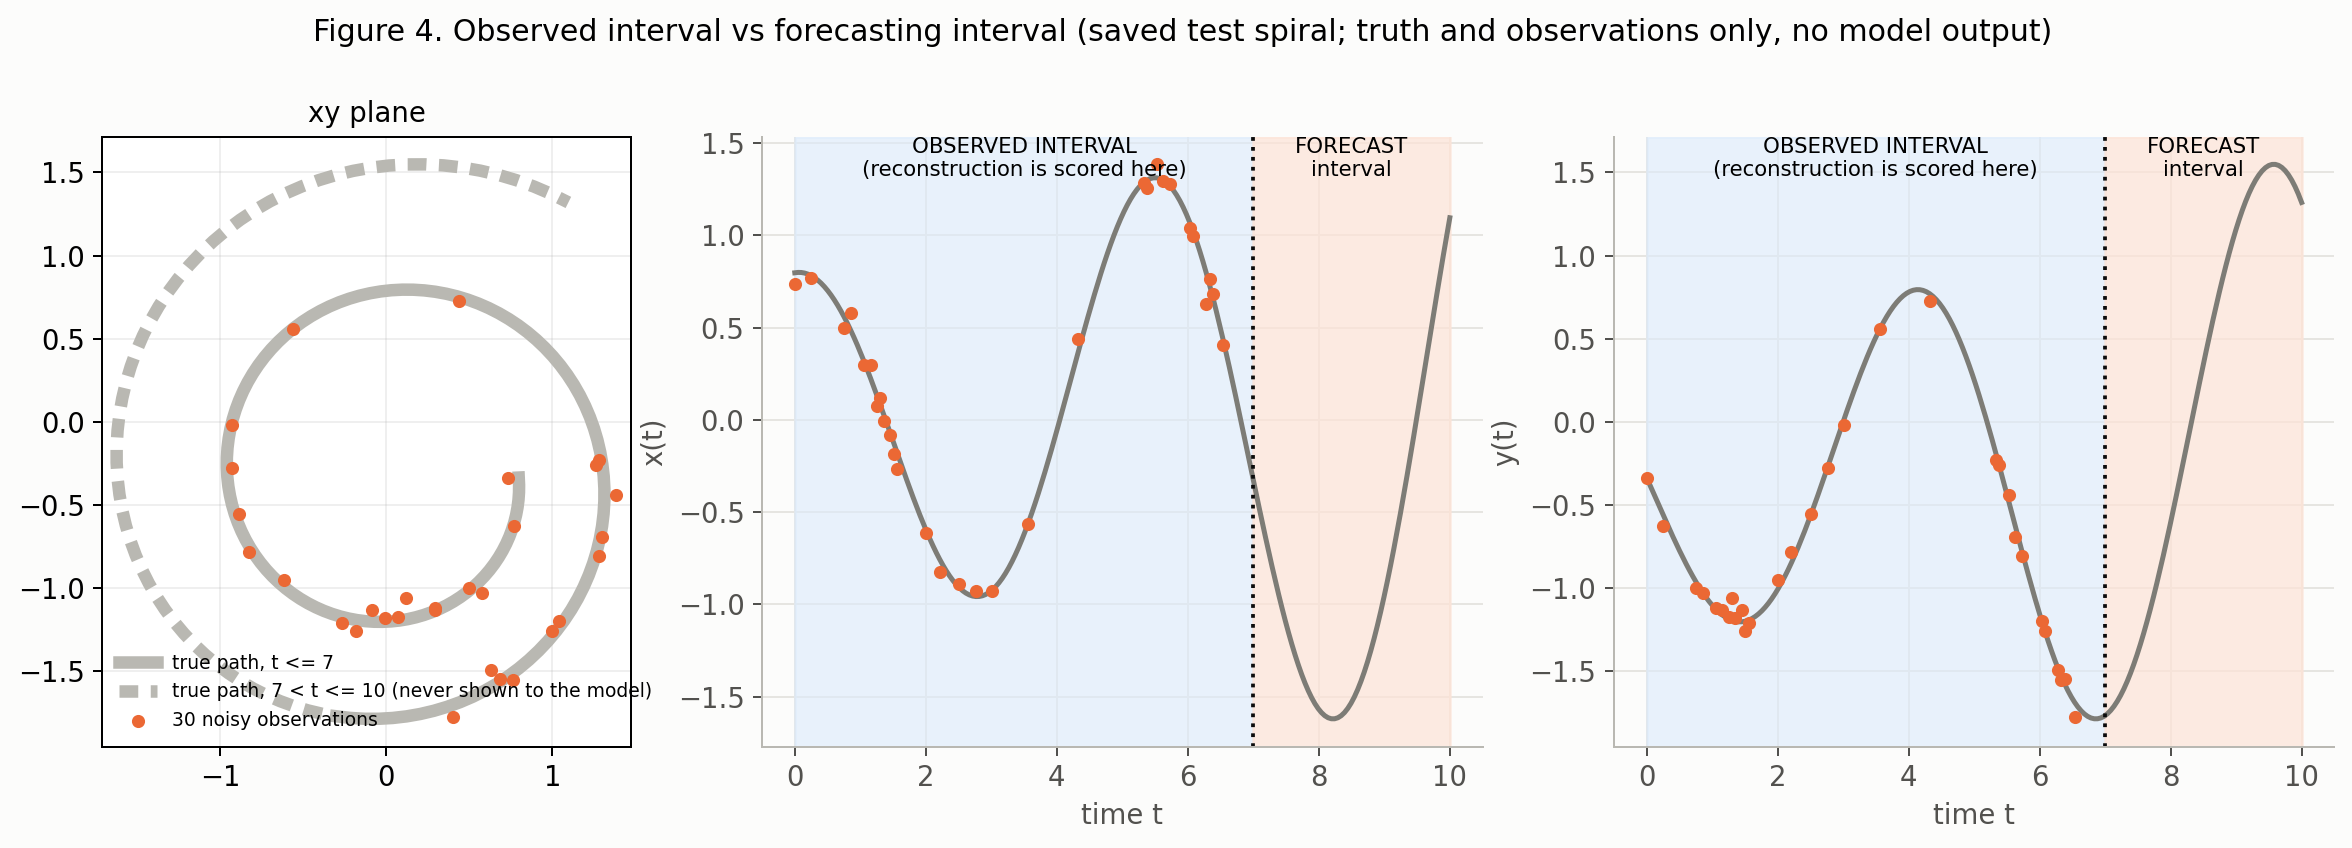 Figure 4. Observed interval vs forecasting interval (saved test spiral; truth and observations only, no model output)
xy plane
1.5
1.0
0.5
0.0
−0.5
−1.0
−1.5
true path, t <= 7
true path, 7 < t <= 10 (never shown to the model)
30 noisy observations
−1
0
1
x(t)
1.5
1.0
0.5
0.0
−0.5
−1.0
−1.5
OBSERVED INTERVAL
(reconstruction is scored here)
FORECAST
interval
0
2
4
6
8
10
time t
y(t)
1.5
1.0
0.5
0.0
−0.5
−1.0
−1.5
OBSERVED INTERVAL
(reconstruction is scored here)
FORECAST
interval
0
2
4
6
8
10
time t